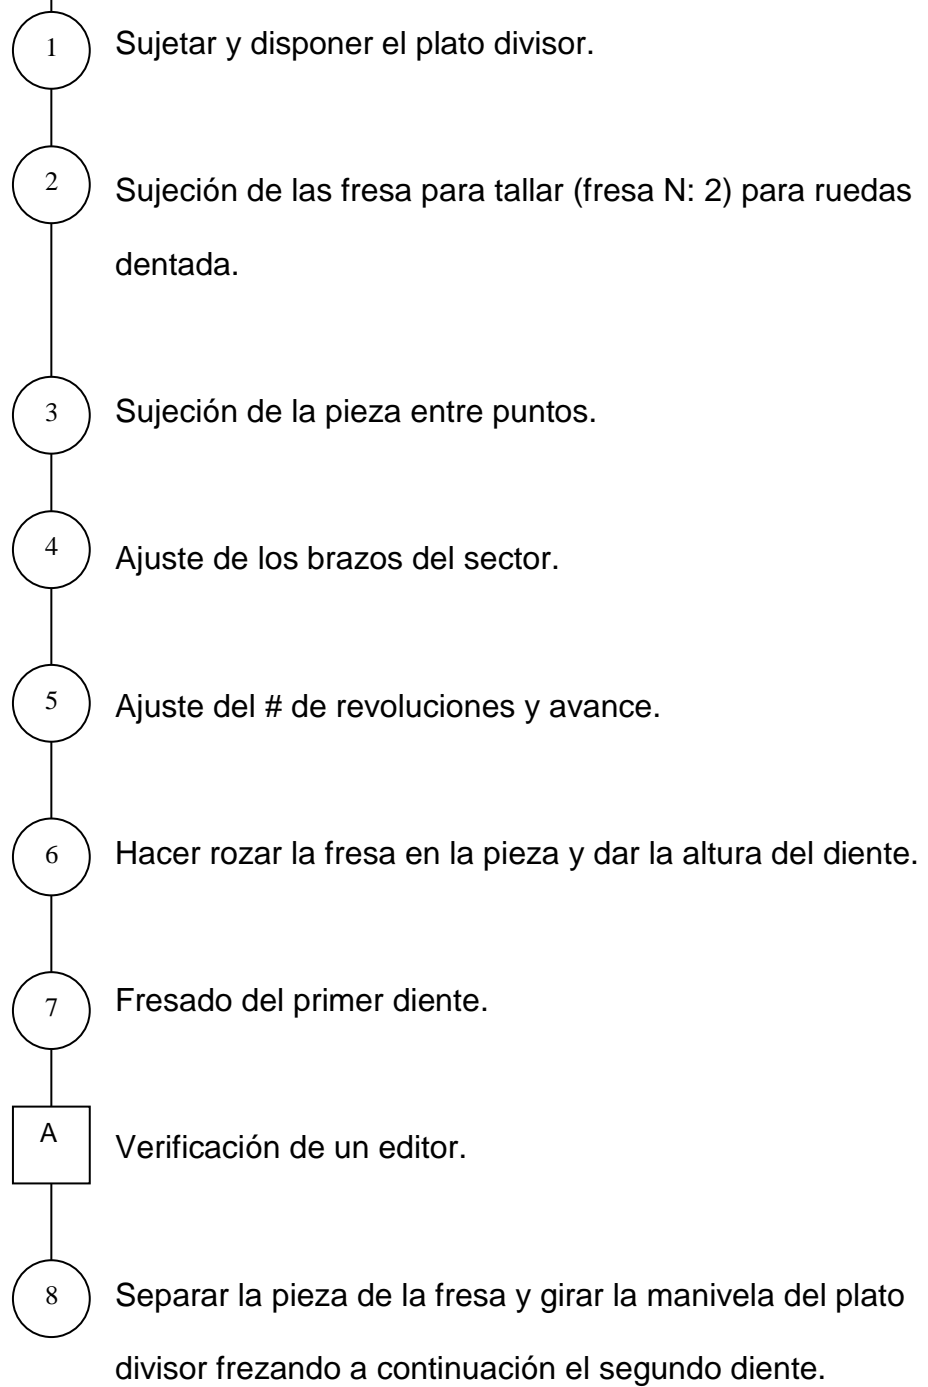 1 Sujetar y disponer el plato divisor.
2 Sujeción de las fresa para tallar (fresa N: 2) para ruedas
dentada.
3 Sujeción de la pieza entre puntos.
4 Ajuste de los brazos del sector.
5 Ajuste del # de revoluciones y avance.
6 Hacer rozar la fresa en la pieza y dar la altura del diente.
7 Fresado del primer diente.
A Verificación de un editor.
8 Separar la pieza de la fresa y girar la manivela del plato
divisor frezando a continuación el segundo diente.